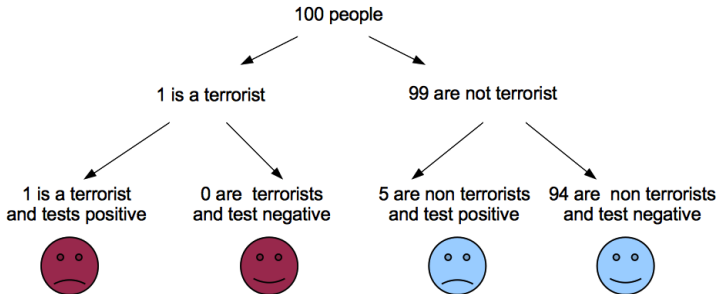 100 people
1 is a terrorist
99 are not terrorist
1 is a terrorist
and tests positive
0 are terrorists
and test negative
5 are non terrorists
and test positive
94 are non terrorists
and test negative